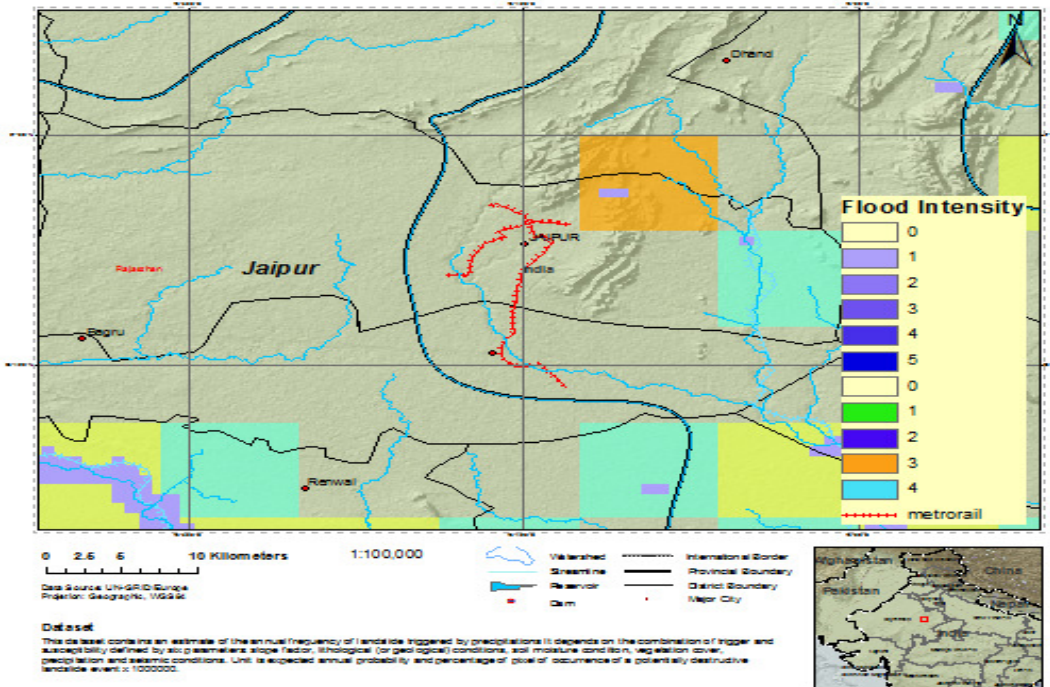 N
Dhand
JAIPUR
India
Jaipur
Rajasthan
Bagru
Renwal
Flood Intensity
0
1
2
3
4
5
0
1
2
3
4
metrorail
0 2.5 5 10 Kilometers
1:100,000
Watershed
Streamline
Reservoir
Dam
International Border
Provincial Boundary
District Boundary
Major City
Data Source: UN-GRID Europe
Projection: Geographic, WGS84
Afghanistan
China
Pakistan
Nepal
India
Dataset
This dataset contains an estimate of the annual frequency of landslide triggered by precipitations. It depends on the combination of trigger and
susceptibility defined by six parameters: slope factor, lithological (or geological) conditions, soil moisture condition, vegetation cover,
precipitation and seismic conditions. Unit is expected annual probability and percentage of pixel of occurrence of a potentially destructive
landslide event x 1000000.